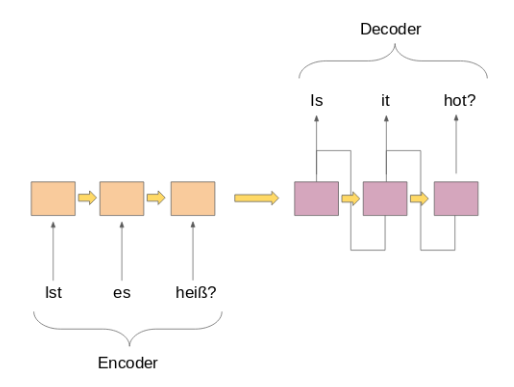 Decoder
Is it hot?
Ist es heiß?
Encoder